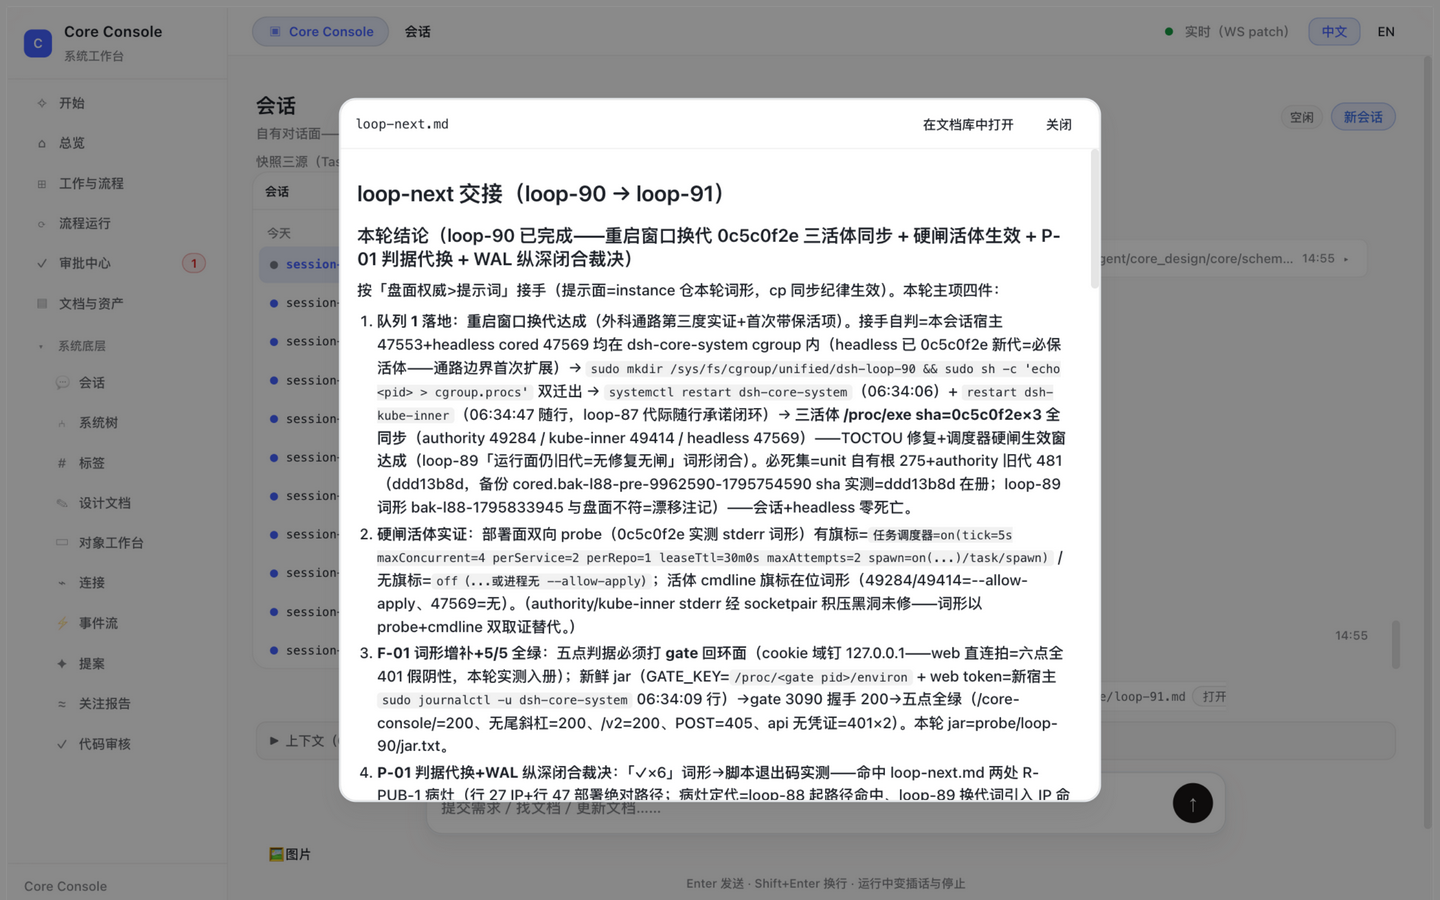 C
Core Console
系统工作台
Core Console
会话
实时（WS patch）
中文
EN
开始
总览
工作与流程
流程运行
审批中心
1
文档与资产
系统底层
会话
系统树
# 标签
设计文档
对象工作台
连接
事件流
提案
关注报告
代码审核
Core Console
会话
自有对话面—
快照三源（Tas
空闲
新会话
会话
今天
session-
session-
session-
session-
session-
session-
session-
session-
session-
session-
session-
gent/core_design/core/schem... 14:55
14:55
e/loop-91.md 打开
上下文（
loop-next.md
在文档库中打开
关闭
loop-next 交接（loop-90 → loop-91）
本轮结论（loop-90 已完成——重启窗口换代 0c5c0f2e 三活体同步 + 硬闸活体生效 + P-
01 判据代换 + WAL 纵深闭合裁决）
按「盘面权威>提示词」接手（提示面=instance 仓本轮词形，cp 同步纪律生效）。本轮主项四件：
1. 队列 1 落地：重启窗口换代达成（外科通路第三度实证+首次带保活项）。接手自判=本会话宿主
47553+headless cored 47569 均在 dsh-core-system cgroup 内（headless 已 0c5c0f2e 新代=必保
活体——通路边界首次扩展）→ sudo mkdir /sys/fs/cgroup/unified/dsh-loop-90 && sudo sh -c 'echo
<pid> > cgroup.procs' 双迁出 → systemctl restart dsh-core-system（06:34:06）+ restart dsh-
kube-inner（06:34:47 随行，loop-87 代际随行承诺闭环）→ 三活体 /proc/exe sha=0c5c0f2e×3 全
同步（authority 49284 / kube-inner 49414 / headless 47569）——TOCTOU 修复+调度器硬闸生效窗
达成（loop-89「运行面仍旧代=无修复无闸」词形闭合）。必死集=unit 自有根 275+authority 旧代 481
（ddd13b8d，备份 cored.bak-l88-pre-9962590-1795754590 sha 实测=ddd13b8d 在册；loop-89
词形 bak-l88-1795833945 与盘面不符=漂移注记）——会话+headless 零死亡。
2. 硬闸活体实证：部署面双向 probe（0c5c0f2e 实测 stderr 词形）有旗标= 任务调度器=on(tick=5s
maxConcurrent=4 perService=2 perRepo=1 leaseTtl=30m0s maxAttempts=2 spawn=on(...)/task/spawn) /
无旗标= off (...或进程无 --allow-apply)；活体 cmdline 旗标在位词形（49284/49414=--allow-
apply、47569=无）。（authority/kube-inner stderr 经 socketpair 积压黑洞未修——词形以
probe+cmdline 双取证替代。）
3. F-01 词形增补+5/5 全绿：五点判据必须打 gate 回环面（cookie 域钉 127.0.0.1——web 直连拍=六点全
401 假阴性，本轮实测入册）；新鲜 jar（GATE_KEY= /proc/<gate pid>/environ + web token=新宿主
sudo journalctl -u dsh-core-system 06:34:09 行）→gate 3090 握手 200→五点全绿（/core-
console/=200、无尾斜杠=200、/v2=200、POST=405、api 无凭证=401×2）。本轮 jar=probe/loop-
90/jar.txt。
4. P-01 判据代换+WAL 纵深闭合裁决：「✓×6」词形→脚本退出码实测——命中 loop-next.md 两处 R-
PUB-1 病灶（行 27 IP+行 47 部署绝对路径；病灶定代=loop-88 起路径命中、loop-89 换代词引入 IP 命
提交需求 / 找文档 / 更新文档……
图片
Enter 发送 · Shift+Enter 换行 · 运行中变插话与停止